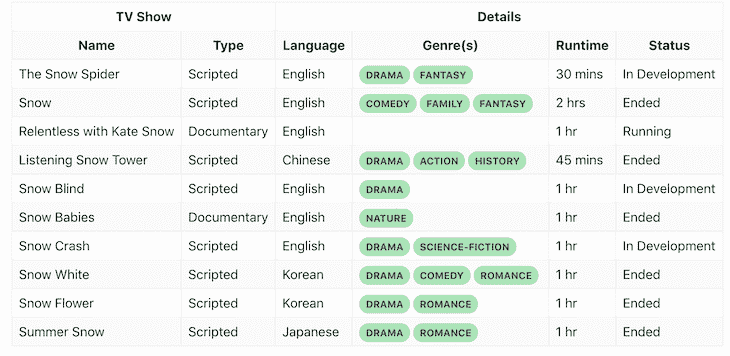 TV Show Details
Name Type Language Genre(s) Runtime Status
The Snow Spider Scripted English DRAMA FANTASY 30 mins In Development
Snow Scripted English COMEDY FAMILY FANTASY 2 hrs Ended
Relentless with Kate Snow Documentary English 1 hr Running
Listening Snow Tower Scripted Chinese DRAMA ACTION HISTORY 45 mins Ended
Snow Blind Scripted English DRAMA 1 hr In Development
Snow Babies Documentary English NATURE 1 hr Ended
Snow Crash Scripted English DRAMA SCIENCE-FICTION 1 hr In Development
Snow White Scripted Korean DRAMA COMEDY ROMANCE 1 hr Ended
Snow Flower Scripted Korean DRAMA ROMANCE 1 hr Ended
Summer Snow Scripted Japanese DRAMA ROMANCE 1 hr Ended